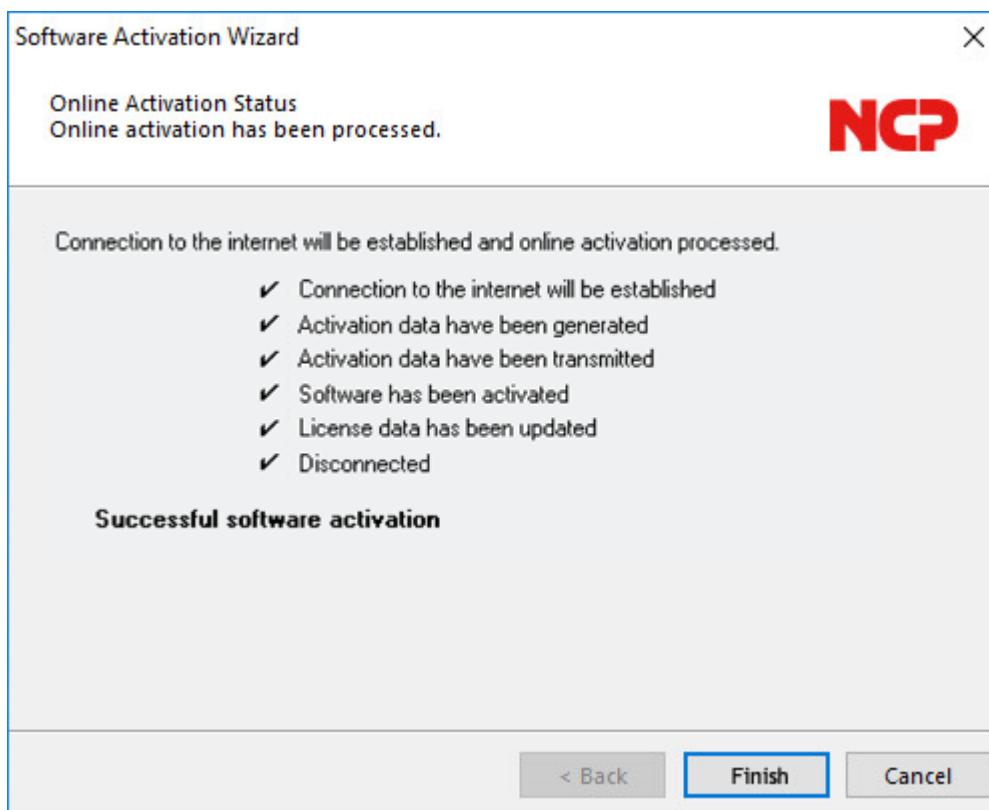 Software Activation Wizard
Online Activation Status
Online activation has been processed.
NCP
Connection to the internet will be established and online activation processed.
✔ Connection to the internet will be established
✔ Activation data have been generated
✔ Activation data have been transmitted
✔ Software has been activated
✔ License data has been updated
✔ Disconnected
Successful software activation
< Back Finish Cancel